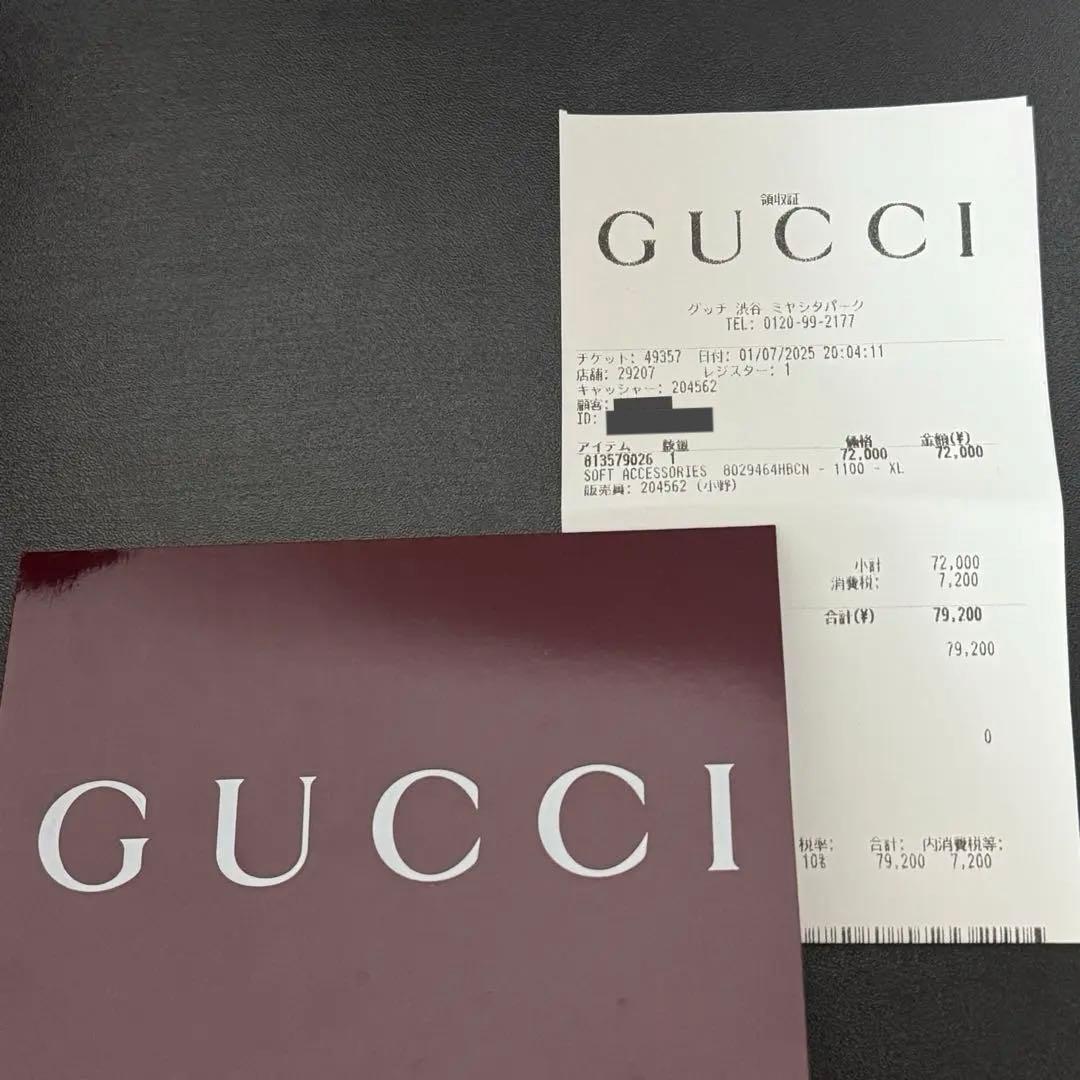 領収証
GUCCI
グッチ 渋谷 ミヤシタパーク
TEL: 0120-99-2177
チケット: 49357 日付: 01/07/2025 20:04:11
店舗: 29207 レジスター: 1
キャッシャー: 204562
顧客:
ID:
アイテム 数量 価格 金額(¥)
813579026 1 72,000 72,000
SOFT ACCESSORIES 8029464HBCN - 1100 - XL
販売員: 204562 (小野)
小計 72,000
消費税: 7,200
合計(¥) 79,200
79,200
0
税率: 合計: 内消費税等:
10% 79,200 7,200
GUCCI